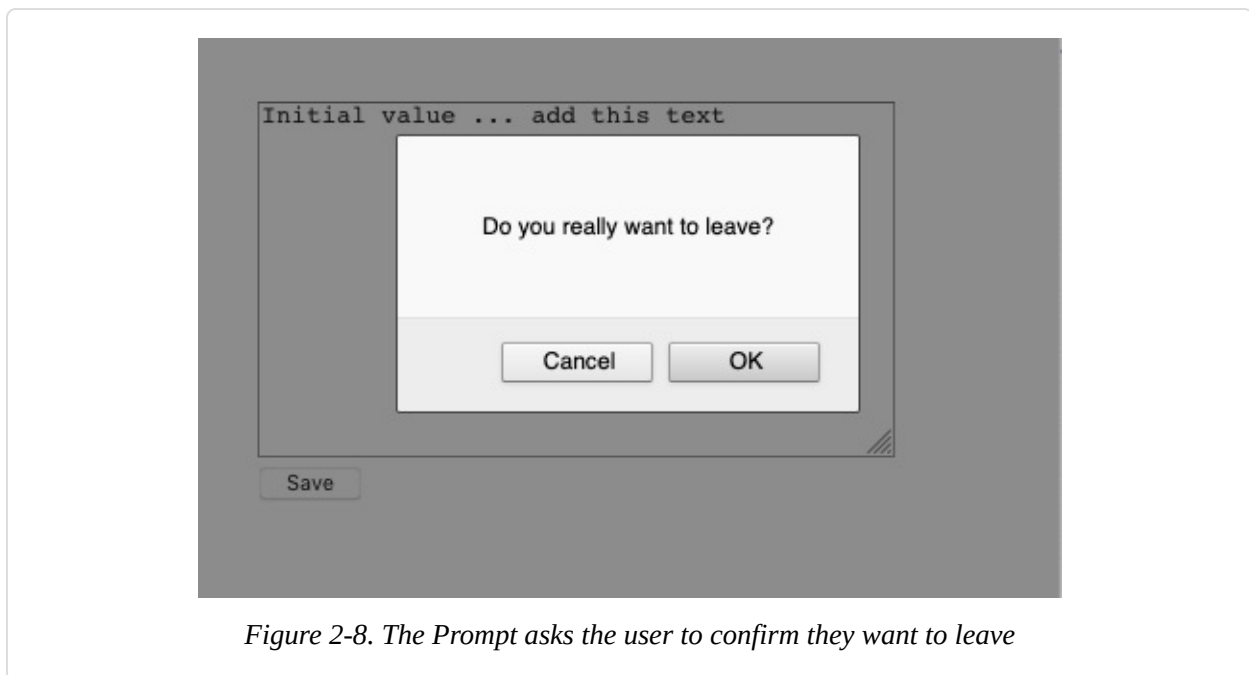 Initial value ... add this text
Do you really want to leave?
Cancel OK
Save
Figure 2-8. The Prompt asks the user to confirm they want to leave